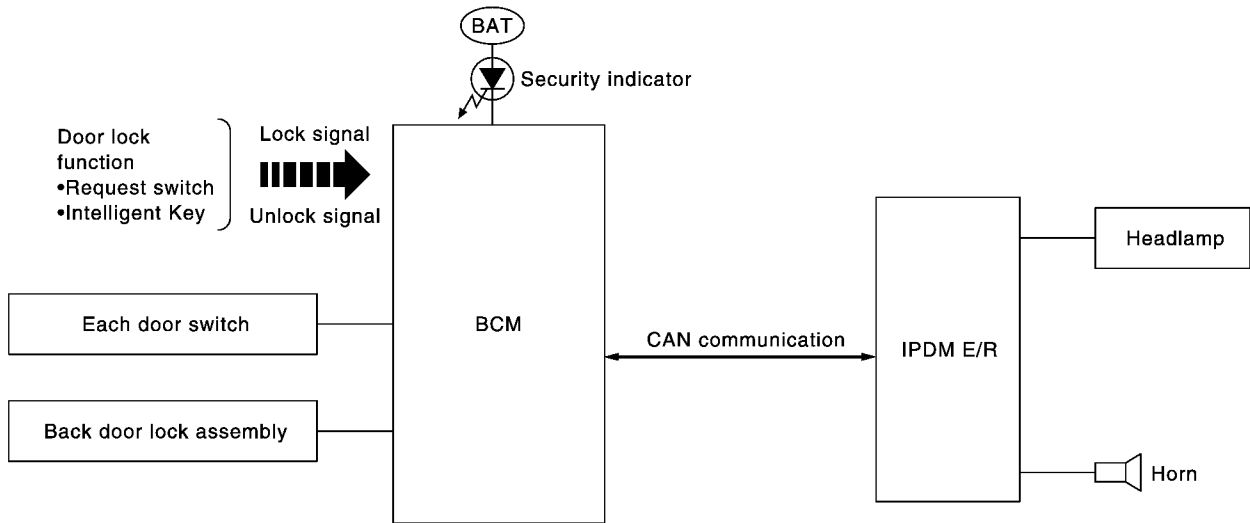 BAT
Security indicator
Door lock
function
•Request switch
•Intelligent Key
Lock signal
Unlock signal
Each door switch
Back door lock assembly
BCM
CAN communication
IPDM E/R
Headlamp
Horn